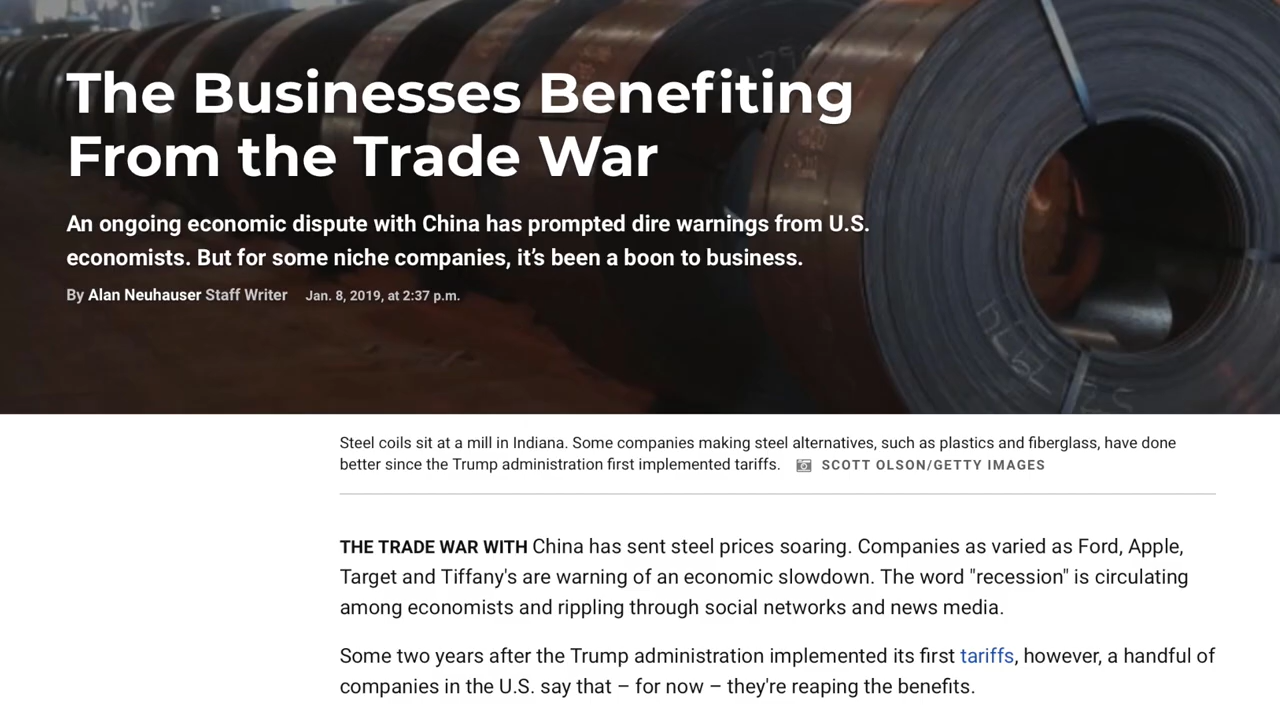 The Businesses Benefiting
From the Trade War
An ongoing economic dispute with China has prompted dire warnings from U.S.
economists. But for some niche companies, it’s been a boon to business.
By Alan Neuhauser Staff Writer Jan. 8, 2019, at 2:37 p.m.
Steel coils sit at a mill in Indiana. Some companies making steel alternatives, such as plastics and fiberglass, have done
better since the Trump administration first implemented tariffs. SCOTT OLSON/GETTY IMAGES
THE TRADE WAR WITH China has sent steel prices soaring. Companies as varied as Ford, Apple,
Target and Tiffany's are warning of an economic slowdown. The word "recession" is circulating
among economists and rippling through social networks and news media.
Some two years after the Trump administration implemented its first tariffs, however, a handful of
companies in the U.S. say that – for now – they're reaping the benefits.